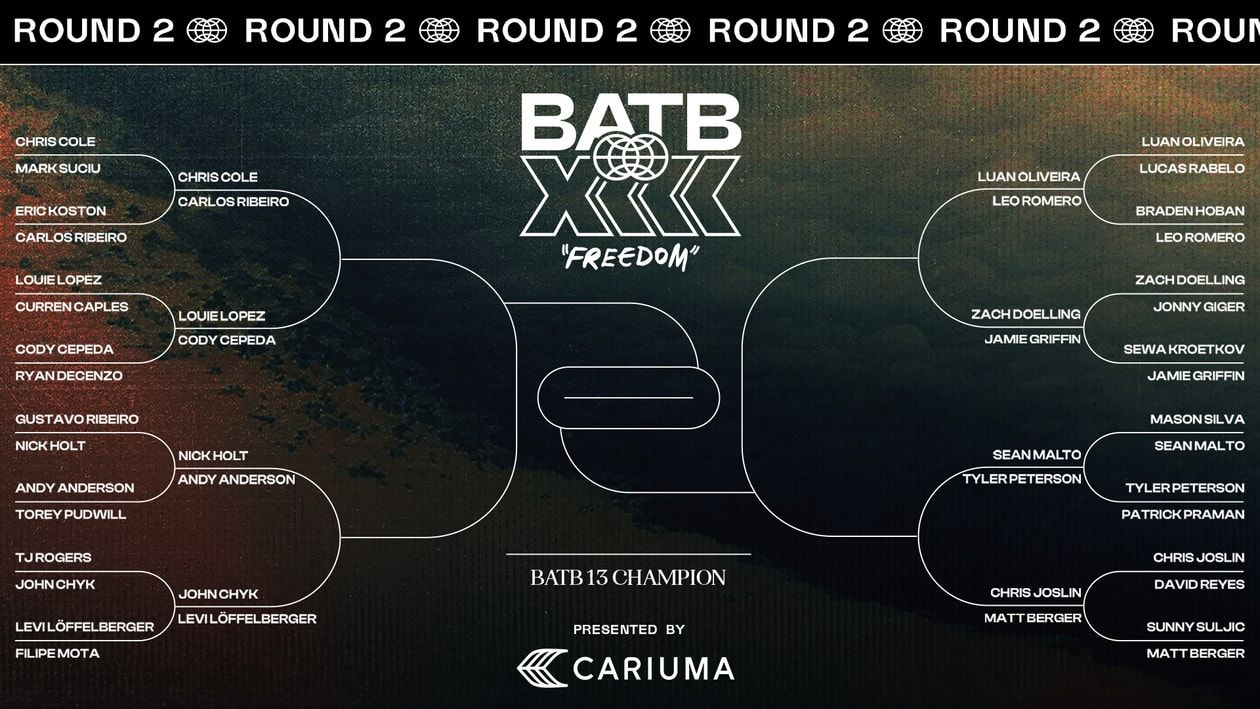 ROUND 2 ROUND 2 ROUND 2 ROUND 2 ROUND 2 ROUN
BATB
XIII
"FREEDOM"
CHRIS COLE
MARK SUCIU
ERIC KOSTON
CARLOS RIBEIRO
LOUIE LOPEZ
CURREN CAPLES
CODY CEPEDA
RYAN DECENZO
GUSTAVO RIBEIRO
NICK HOLT
ANDY ANDERSON
TOREY PUDWILL
TJ ROGERS
JOHN CHYK
LEVI LÖFFELBERGER
FILIPE MOTA
CHRIS COLE
CARLOS RIBEIRO
LOUIE LOPEZ
CODY CEPEDA
NICK HOLT
ANDY ANDERSON
JOHN CHYK
LEVI LÖFFELBERGER
LUAN OLIVEIRA
LEO ROMERO
ZACH DOELLING
JAMIE GRIFFIN
SEAN MALTO
TYLER PETERSON
CHRIS JOSLIN
MATT BERGER
LUAN OLIVEIRA
LUCAS RABELO
BRADEN HOBAN
LEO ROMERO
ZACH DOELLING
JONNY GIGER
SEWA KROETKOV
JAMIE GRIFFIN
MASON SILVA
SEAN MALTO
TYLER PETERSON
PATRICK PRAMAN
CHRIS JOSLIN
DAVID REYES
SUNNY SULJIC
MATT BERGER
BATB 13 CHAMPION
PRESENTED BY
CARIUMA